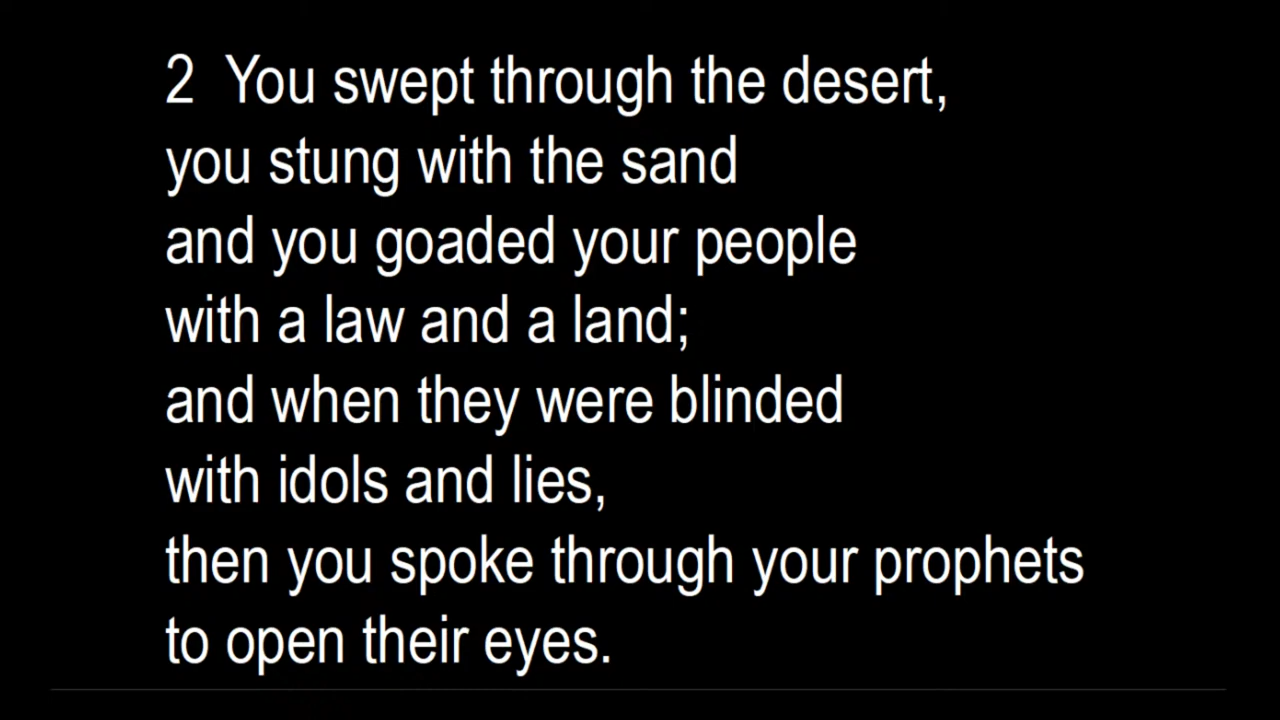 2 You swept through the desert,
you stung with the sand
and you goaded your people
with a law and a land;
and when they were blinded
with idols and lies,
then you spoke through your prophets
to open their eyes.